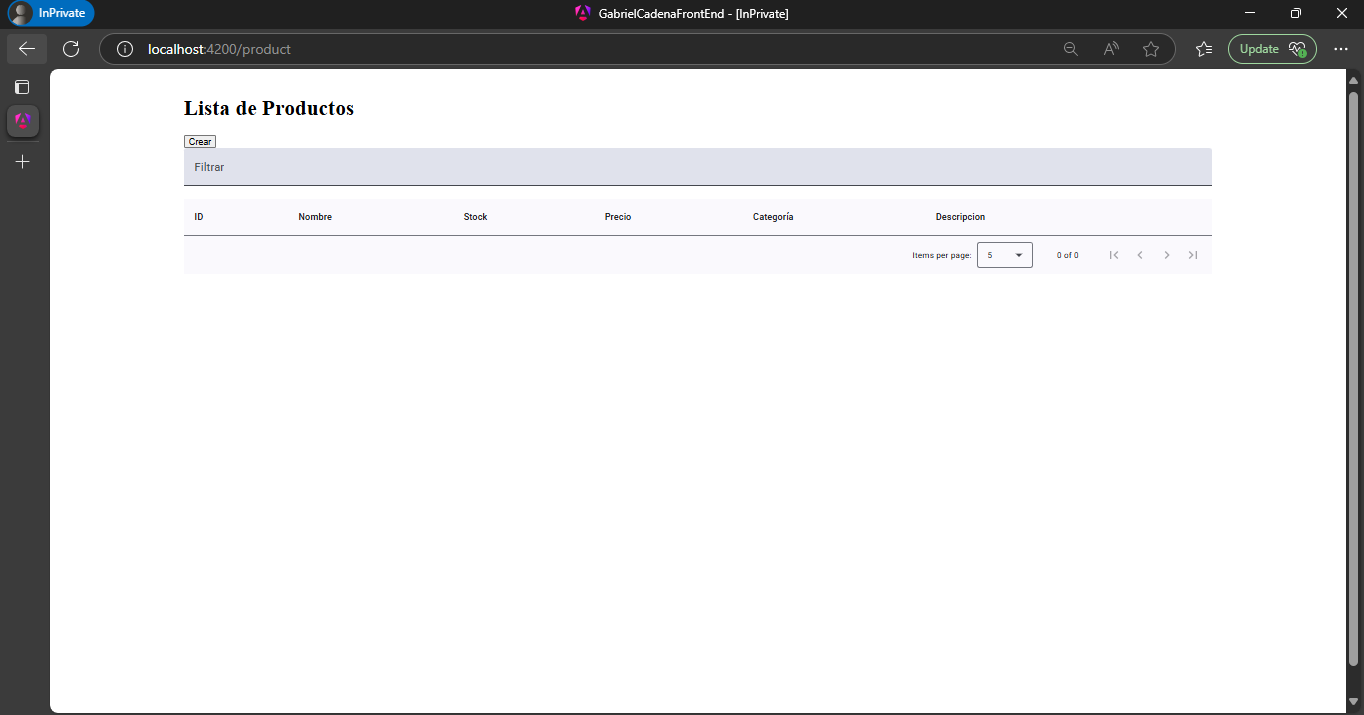 InPrivate
GabrielCadenaFrontEnd - [InPrivate]
localhost:4200/product
A
Update
Lista de Productos
Crear
Filtrar
ID Nombre Stock Precio Categoría Descripcion
Items per page: 5 0 of 0